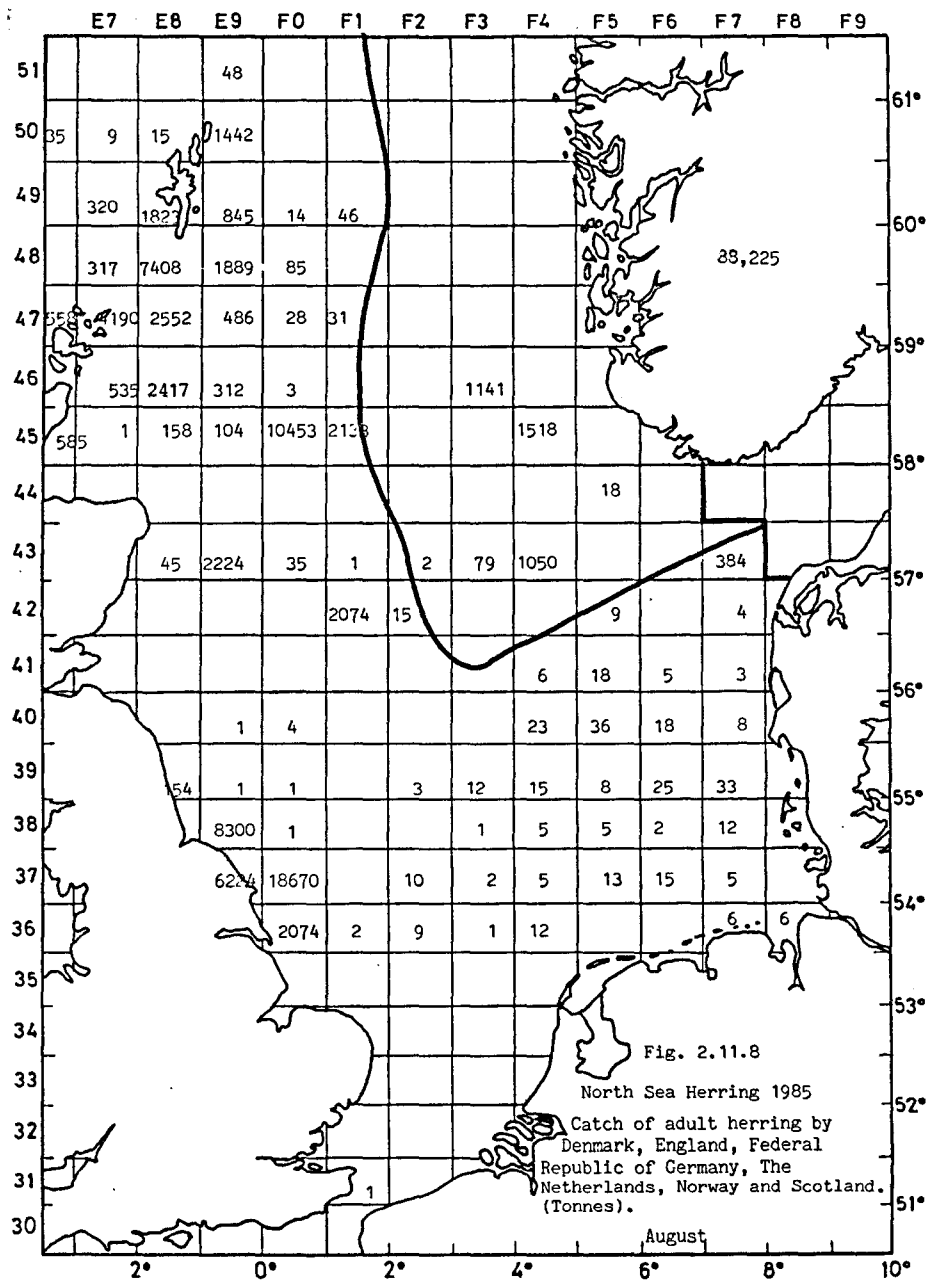 E7 E8 E9 F0 F1 F2 F3 F4 F5 F6 F7 F8 F9
51 48
61°
50 9 15 1442
49 320 845 14 46
60°
48 317 7408 1889 85 88,225
47 4190 2552 486 28 31
59°
46 535 2417 312 3 1141
45 585 1 158 104 10453 1518
58°
44 18
43 45 2224 35 1 2 79 1050 384
57°
42 2074 15 9 4
41 6 18 5 3
56°
40 1 4 23 36 18 8
39 1 1 3 12 15 8 25 33
55°
38 8300 1 1 5 5 2 12
37 18670 10 2 5 13 15 5
54°
36 2074 2 9 1 12 6 6
35
53°
34
Fig. 2.11.8
33
North Sea Herring 1985
52°
32
Catch of adult herring by
Denmark, England, Federal
Republic of Germany, The
31 1
Netherlands, Norway and Scotland.
51°
(Tonnes).
30
August
2° 0° 2° 4° 6° 8° 10°